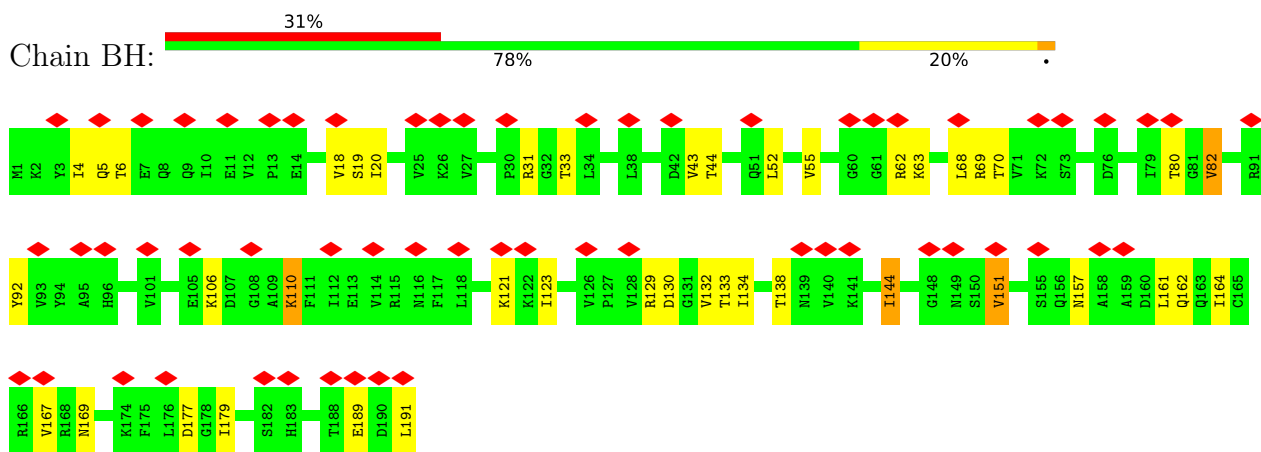 31%
Chain BH:
78% 20% •
M1 K2 Y3 I4 Q5 T6 E7 Q8 Q9 I10 E11 V12 P13 E14 V18 S19 I20 V25 K26 V27 P30 R31 G32 T33 L34 L38 D42 V43 T44 Q51 L52 V55 G60 G61 R62 K63 L68 R69 T70 V71 K72 S73 D76 I79 T80 G81 V82 R91
Y92 V93 Y94 A95 H96 V101 E105 K106 D107 G108 A109 K110 F111 I112 E113 V114 R115 N116 F117 L118 K121 K122 I123 V126 P127 V128 R129 D130 G131 V132 T133 I134 T138 N139 V140 K141 I144 G148 N149 S150 V151 S155 Q156 N157 A158 A159 D160 L161 Q162 Q163 I164 C165
R166 V167 R168 N169 K174 F175 L176 D177 G178 I179 S182 H183 T188 E189 D190 L191